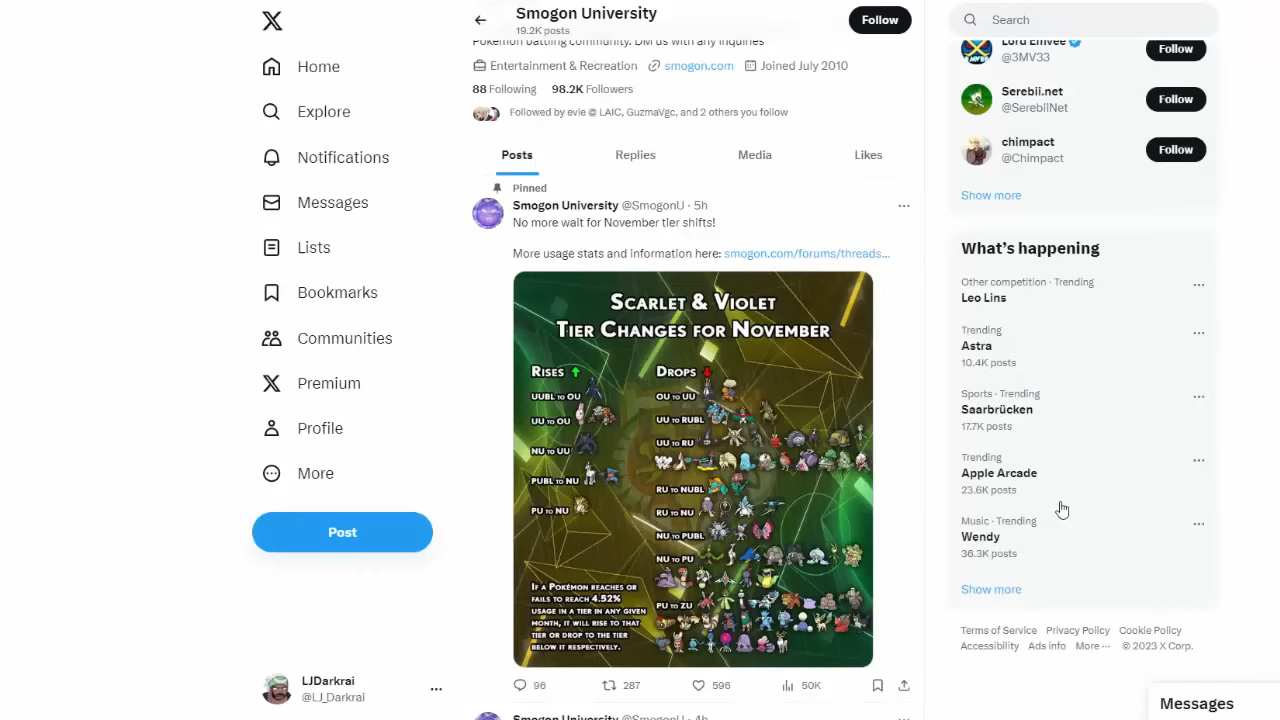 Home
Explore
Notifications
Messages
Lists
Bookmarks
Communities
Premium
Profile
More
Post
LJDarkrai
@LJ_Darkrai
Smogon University
19.2K posts
Follow
Pokémon battling community. DM us with any inquiries
Entertainment & Recreation smogon.com Joined July 2010
88 Following 98.2K Followers
Followed by evie @ LAIC, GuzmaVgc, and 2 others you follow
Posts Replies Media Likes
Pinned
Smogon University @SmogonU · 5h
No more wait for November tier shifts!
More usage stats and information here: smogon.com/forums/threads...
SCARLET & VIOLET
TIER CHANGES FOR NOVEMBER
RISES
UUBL TO OU
UU TO OU
NU TO UU
PUBL TO NU
PU TO NU
DROPS
OU TO UU
UU TO RUBL
UU TO RU
RU TO NUBL
RU TO NU
NU TO PUBL
NU TO PU
PU TO ZU
IF A POKÉMON REACHES OR
FAILS TO REACH 4.52%
USAGE IN A TIER IN ANY GIVEN
MONTH, IT WILL RISE TO THAT
TIER OR DROP TO THE TIER
BELOW IT RESPECTIVELY.
96 287 596 50K
Smogon University @SmogonU · 4h
Search
Lord Emvee
@3MV33
Follow
Serebii.net
@SerebiiNet
Follow
chimpact
@Chimpact
Follow
Show more
What's happening
Other competition · Trending
Leo Lins
Trending
Astra
10.4K posts
Sports · Trending
Saarbrücken
17.7K posts
Trending
Apple Arcade
23.6K posts
Music · Trending
Wendy
36.3K posts
Show more
Terms of Service Privacy Policy Cookie Policy
Accessibility Ads info More ··· © 2023 X Corp.
Messages